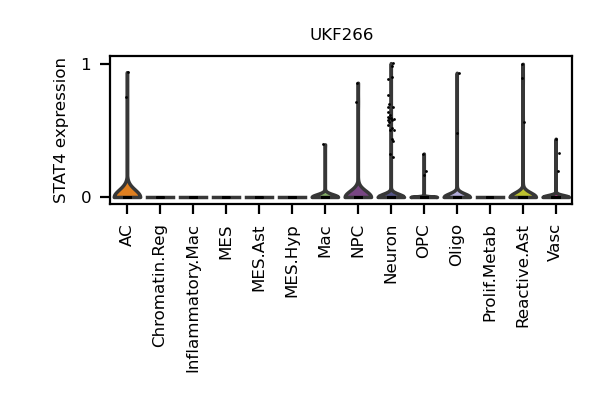 UKF266
STAT4 expression
1
0
AC
Chromatin.Reg
Inflammatory.Mac
MES
MES.Ast
MES.Hyp
Mac
NPC
Neuron
OPC
Oligo
Prolif.Metab
Reactive.Ast
Vasc